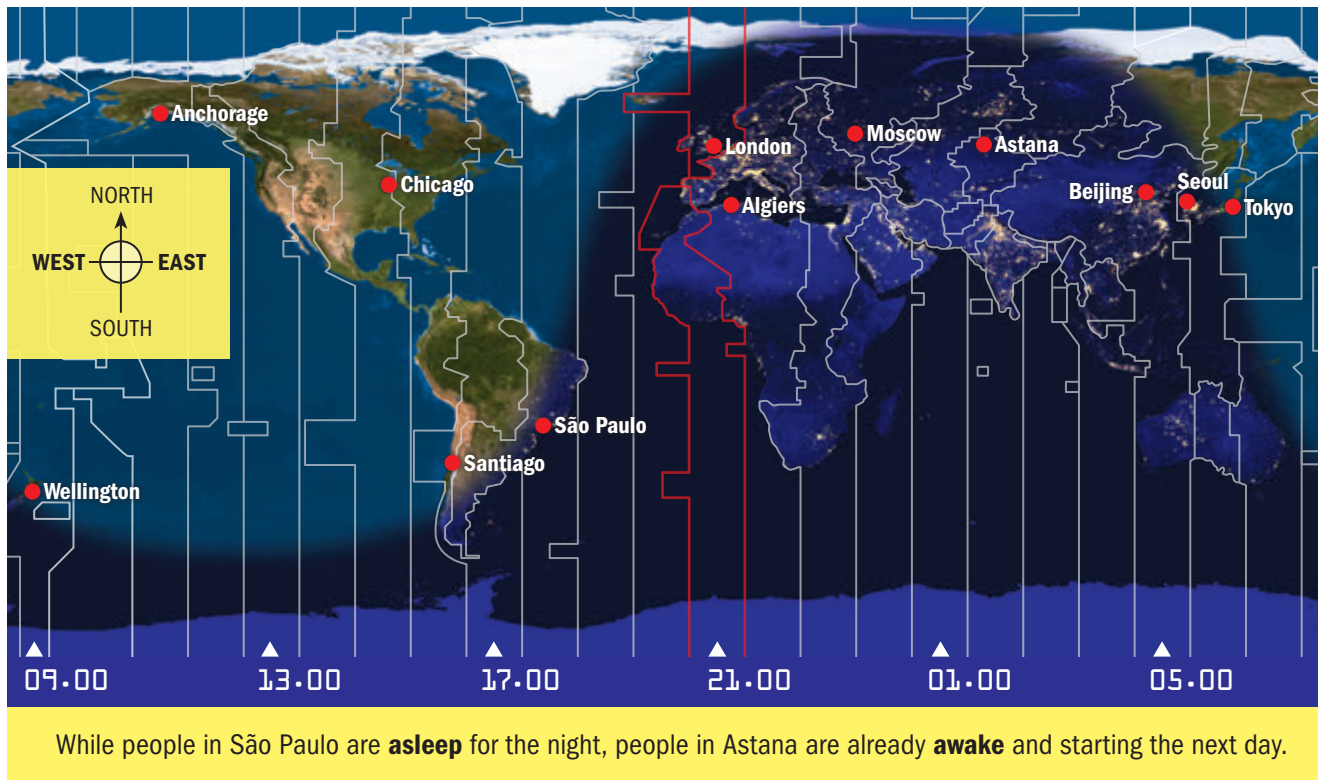 Anchorage
Chicago
London
Moscow
Astana
Beijing
Seoul
Tokyo
Algiers
NORTH
WEST
EAST
SOUTH
São Paulo
Santiago
Wellington
09.00
13.00
17.00
21.00
01.00
05.00
While people in São Paulo are asleep for the night, people in Astana are already awake and starting the next day.